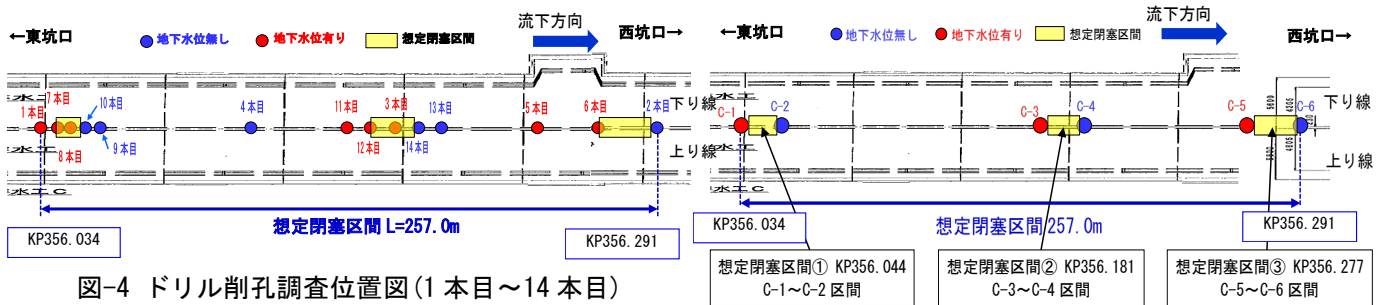 流下方向
←東坑口
地下水位無し
地下水位有り
想定閉塞区間
西坑口→
7本目
10本目
1本目
4本目
11本目
3本目
13本目
5本目
6本目
2本目
下り線
8本目
9本目
12本目
14本目
上り線
水工C
想定閉塞区間 L=257.0m
KP356.034
KP356.291
図-4 ドリル削孔調査位置図(1本目～14本目)
流下方向
←東坑口
地下水位無し
地下水位有り
想定閉塞区間
西坑口→
C-1
C-2
C-3
C-4
C-5
C-6
下り線
上り線
水工C
KP356.034
想定閉塞区間 257.0m
KP356.291
想定閉塞区間① KP356.044
C-1～C-2 区間
想定閉塞区間② KP356.181
C-3～C-4 区間
想定閉塞区間③ KP356.277
C-5～C-6 区間